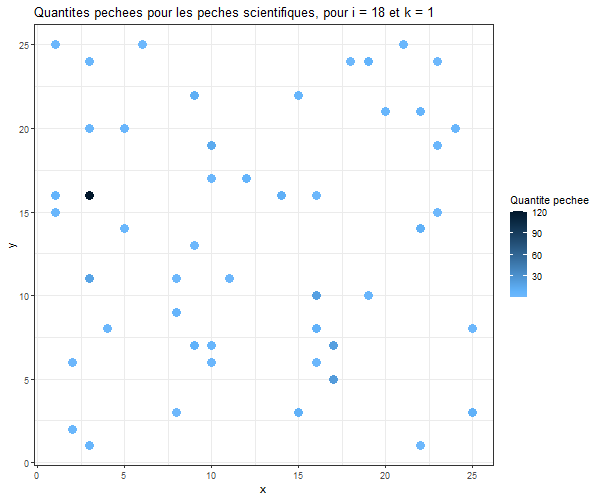 Quantites pechees pour les peches scientifiques, pour i = 18 et k = 1
25
20
15
10
5
0
y
0 5 10 15 20 25
x
Quantite pechee
120
90
60
30